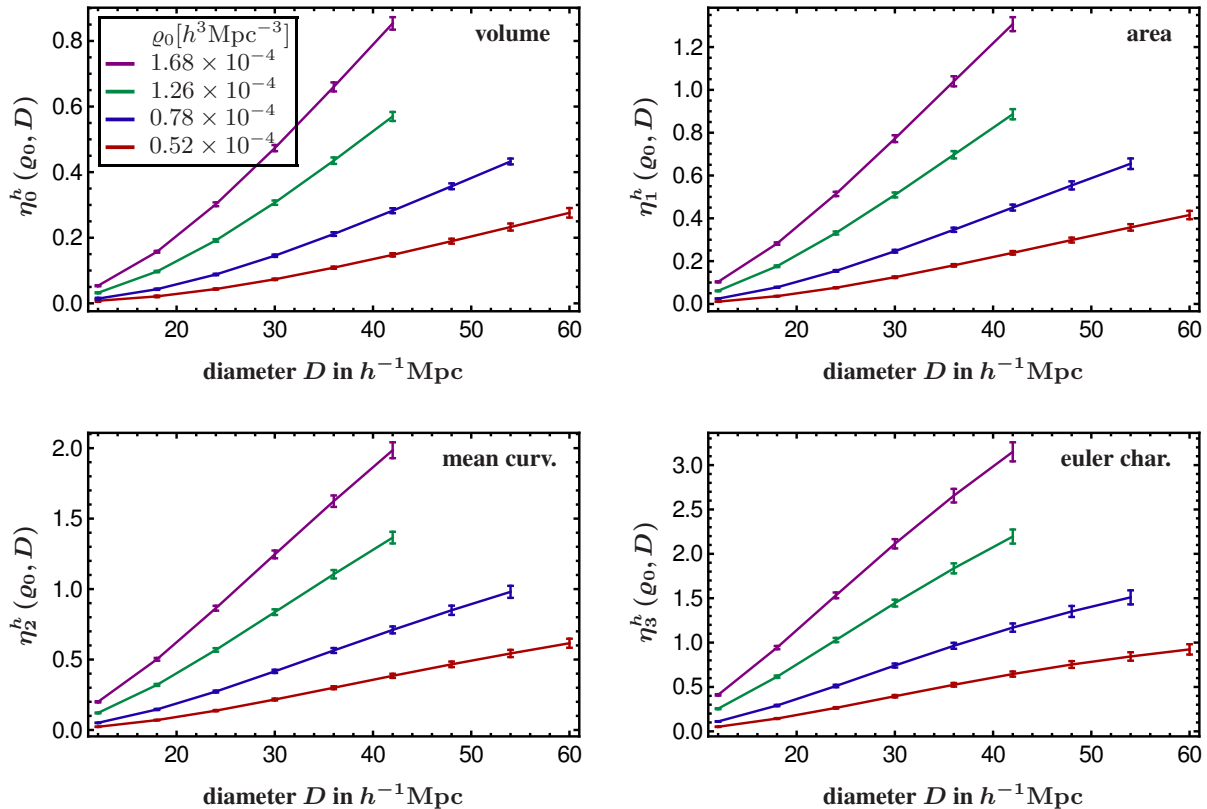 ϱ₀[h³Mpc⁻³]
1.68 × 10⁻⁴
1.26 × 10⁻⁴
0.78 × 10⁻⁴
0.52 × 10⁻⁴
volume
η₀ʰ (ϱ₀, D)
0.8
0.6
0.4
0.2
0.0
20 30 40 50 60
diameter D in h⁻¹Mpc
area
η₁ʰ (ϱ₀, D)
1.2
1.0
0.8
0.6
0.4
0.2
0.0
20 30 40 50 60
diameter D in h⁻¹Mpc
mean curv.
η₂ʰ (ϱ₀, D)
2.0
1.5
1.0
0.5
0.0
20 30 40 50 60
diameter D in h⁻¹Mpc
euler char.
η₃ʰ (ϱ₀, D)
3.0
2.5
2.0
1.5
1.0
0.5
0.0
20 30 40 50 60
diameter D in h⁻¹Mpc